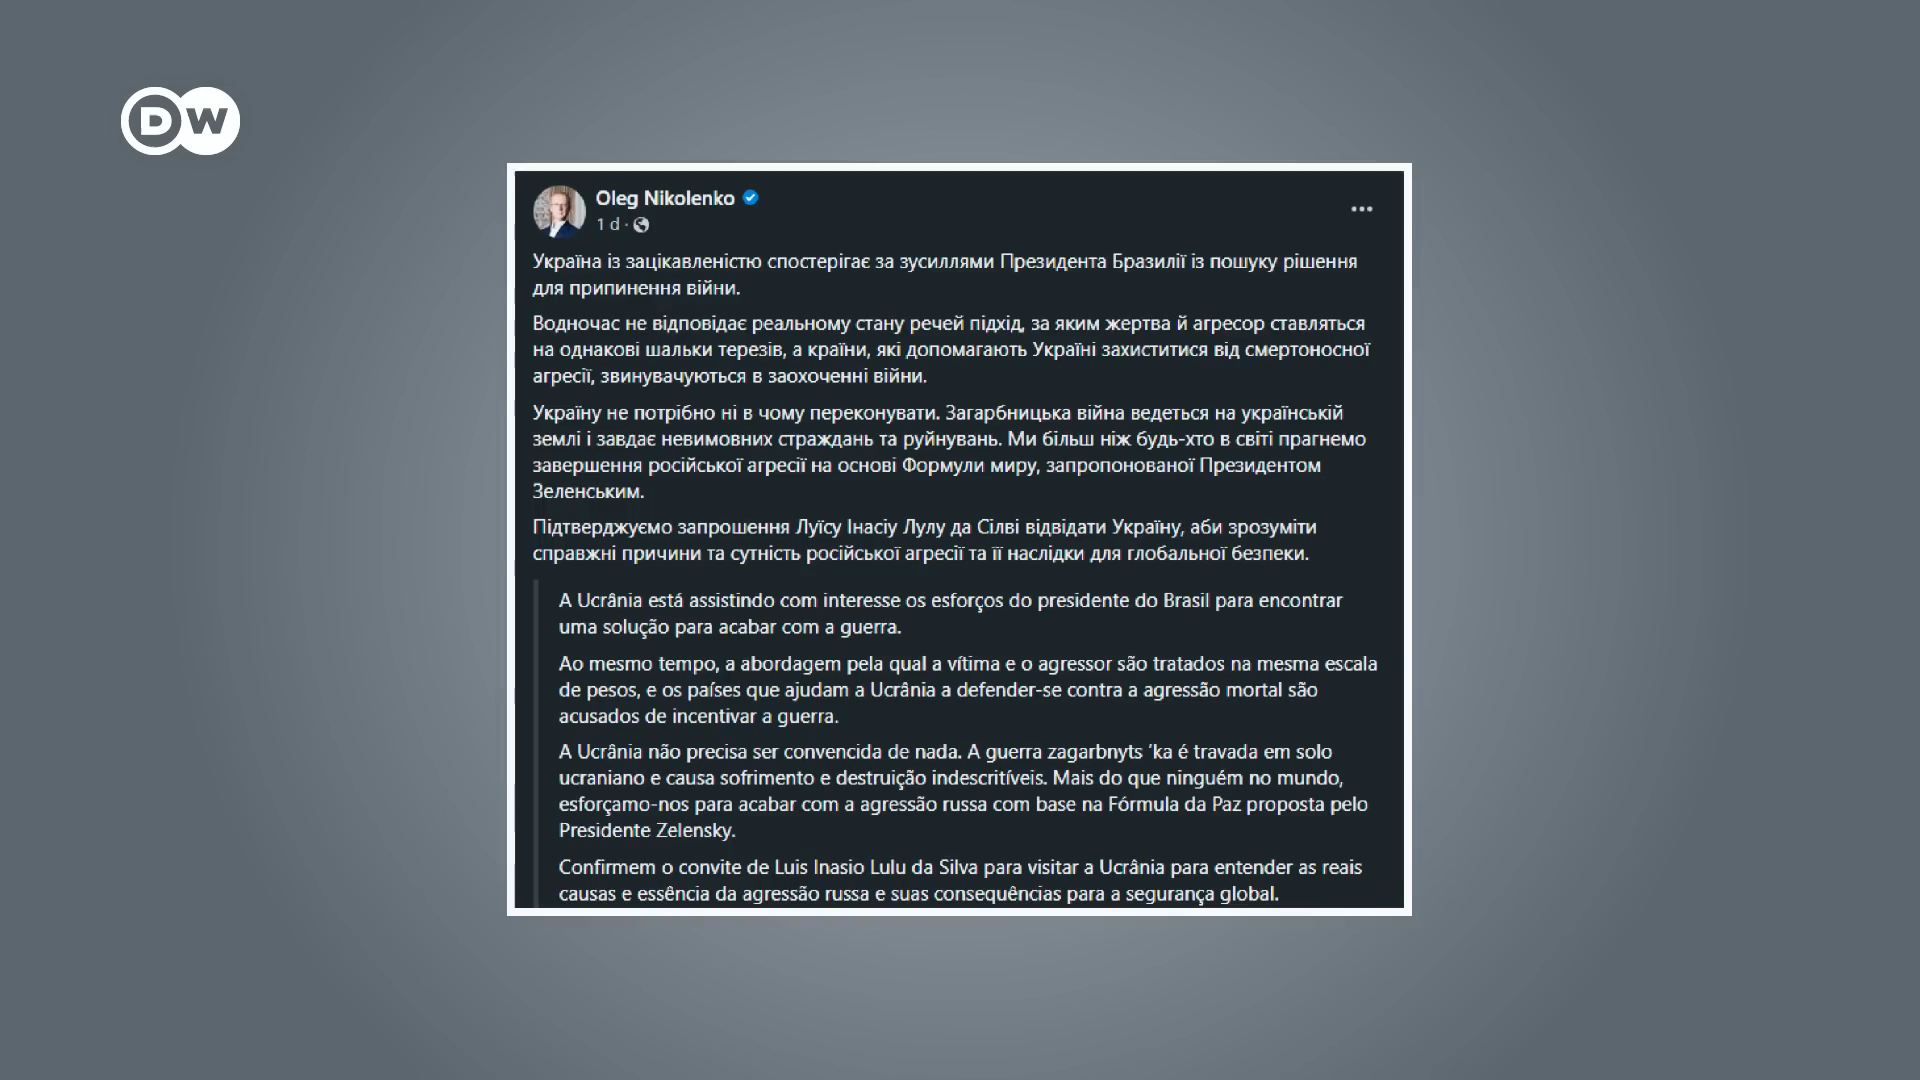 DW
Oleg Nikolenko
1 d ·
Україна із зацікавленістю спостерігає за зусиллями Президента Бразилії із пошуку рішення
для припинення війни.
Водночас не відповідає реальному стану речей підхід, за яким жертва й агресор ставляться
на однакові шальки терезів, а країни, які допомагають Україні захиститися від смертоносної
агресії, звинувачуються в заохоченні війни.
Україну не потрібно ні в чому переконувати. Загарбницька війна ведеться на українській
землі і завдає невимовних страждань та руйнувань. Ми більш ніж будь-хто в світі прагнемо
завершення російської агресії на основі Формули миру, запропонованої Президентом
Зеленським.
Підтверджуємо запрошення Луїсу Інасіу Лулу да Сілві відвідати Україну, аби зрозуміти
справжні причини та сутність російської агресії та її наслідки для глобальної безпеки.
A Ucrânia está assistindo com interesse os esforços do presidente do Brasil para encontrar
uma solução para acabar com a guerra.
Ao mesmo tempo, a abordagem pela qual a vítima e o agressor são tratados na mesma escala
de pesos, e os países que ajudam a Ucrânia a defender-se contra a agressão mortal são
acusados de incentivar a guerra.
A Ucrânia não precisa ser convencida de nada. A guerra zagarbnyts 'ka é travada em solo
ucraniano e causa sofrimento e destruição indescritíveis. Mais do que ninguém no mundo,
esforçamo-nos para acabar com a agressão russa com base na Fórmula da Paz proposta pelo
Presidente Zelensky.
Confirmem o convite de Luis Inasio Lulu da Silva para visitar a Ucrânia para entender as reais
causas e essência da agressão russa e suas consequências para a segurança global.